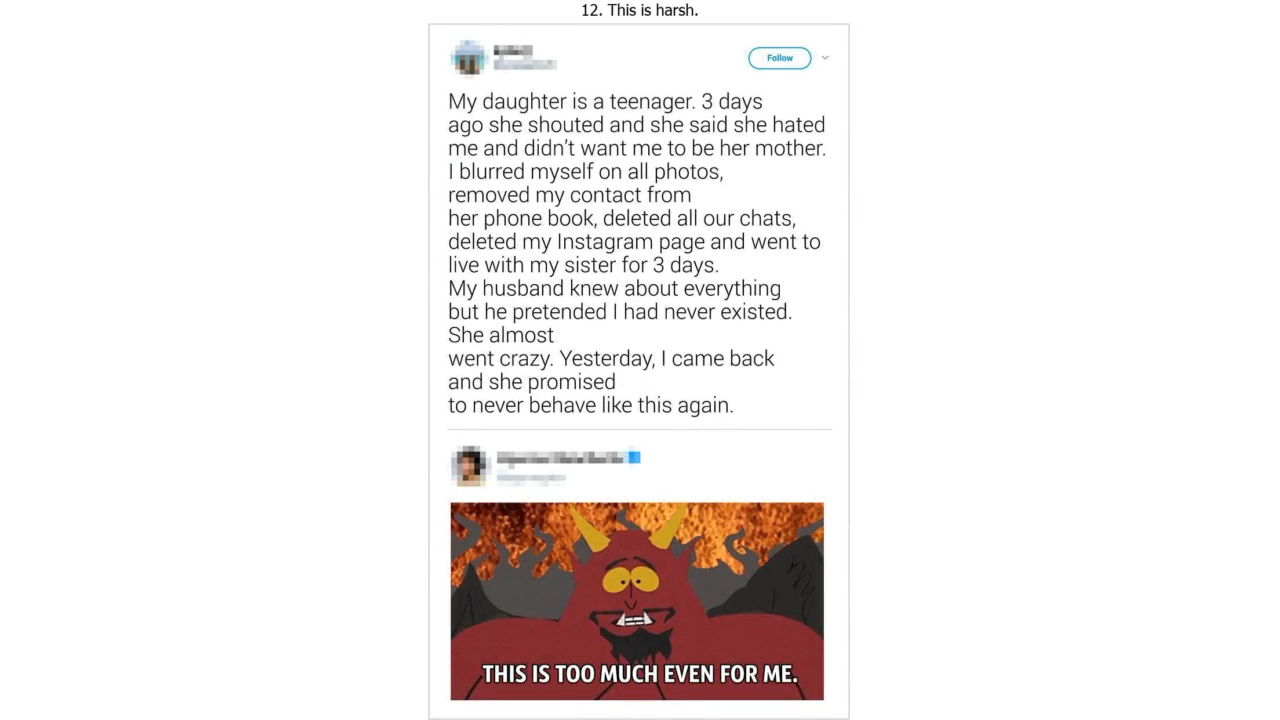 12. This is harsh.
Follow
My daughter is a teenager. 3 days
ago she shouted and she said she hated
me and didn’t want me to be her mother.
I blurred myself on all photos,
removed my contact from
her phone book, deleted all our chats,
deleted my Instagram page and went to
live with my sister for 3 days.
My husband knew about everything
but he pretended I had never existed.
She almost
went crazy. Yesterday, I came back
and she promised
to never behave like this again.
THIS IS TOO MUCH EVEN FOR ME.